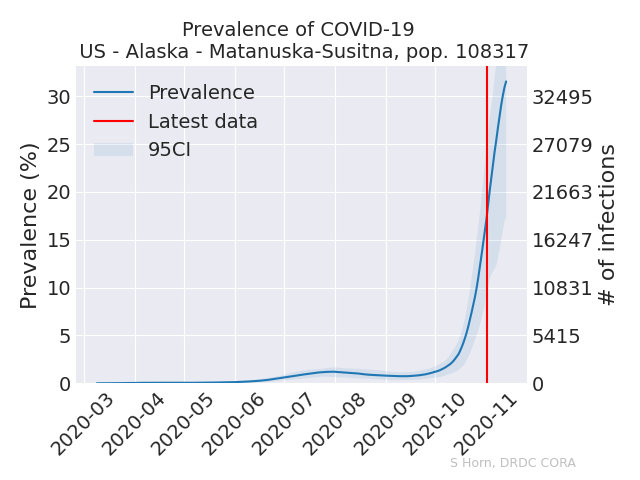 Prevalence of COVID-19
US - Alaska - Matanuska-Susitna, pop. 108317
Prevalence
Latest data
95CI
Prevalence (%)
30
25
20
15
10
5
0
32495
27079
21663
16247
10831
5415
0
# of infections
2020-03
2020-04
2020-05
2020-06
2020-07
2020-08
2020-09
2020-10
2020-11
S Horn, DRDC CORA